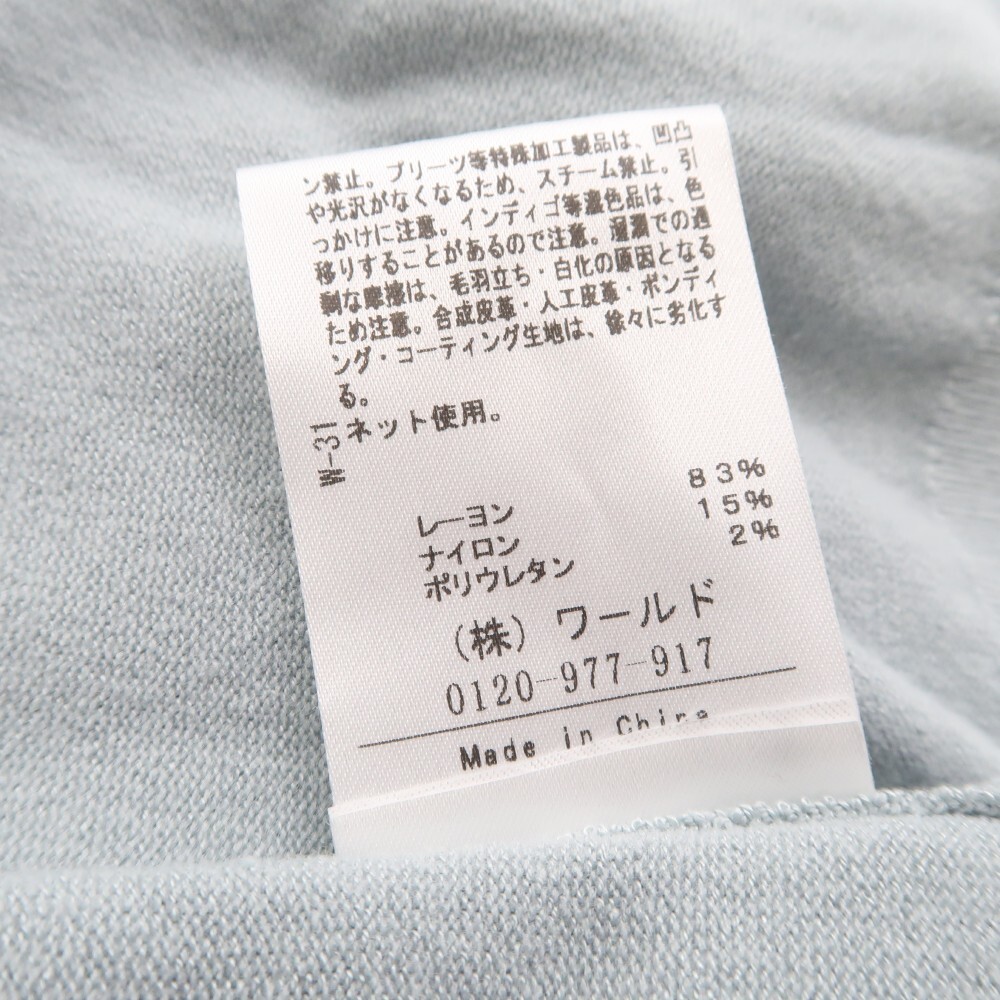 ン禁止。プリーツ等特殊加工製品は、凹凸
や光沢がなくなるため、スチーム禁止。引
っかけに注意。インディゴ等濃色品は、色
移りすることがあるので注意。湿潤での過
剰な摩擦は、毛羽立ち・白化の原因となる
ため注意。合成皮革・人工皮革・ボンディ
ング・コーティング生地は、徐々に劣化す
る。
ネット使用。
W-31
レーヨン 83%
ナイロン 15%
ポリウレタン 2%
(株) ワールド
0120-977-917
Made in China